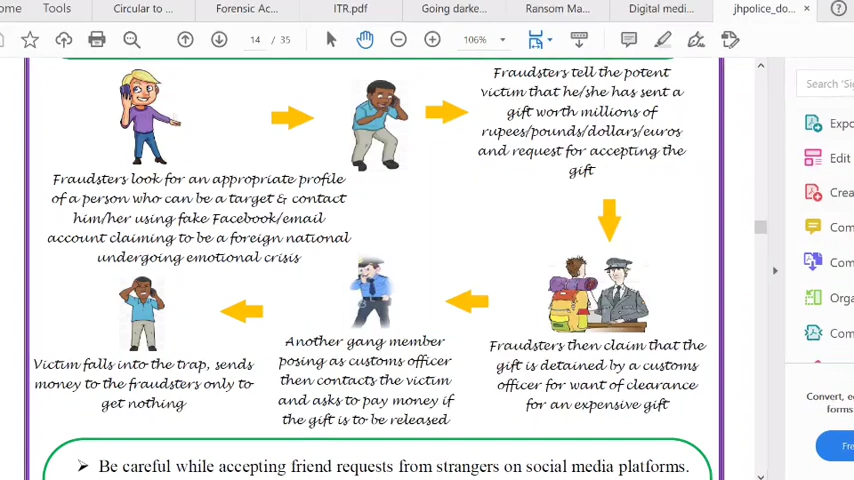 ome
Tools
Circular to ...
Forensic Ac...
ITR.pdf
Going darke...
Ransom Ma...
Digital medi...
jhpolice_do... ×
14 / 35
106%
Fraudsters tell the potent
victim that he/she has sent a
gift worth millions of
rupees/pounds/dollars/euros
and request for accepting the
gift
Fraudsters look for an appropriate profile
of a person who can be a target & contact
him/her using fake Facebook/email
account claiming to be a foreign national
undergoing emotional crisis
Fraudsters then claim that the
gift is detained by a customs
officer for want of clearance
for an expensive gift
Another gang member
posing as customs officer
then contacts the victim
and asks to pay money if
the gift is to be released
Victim falls into the trap, sends
money to the fraudsters only to
get nothing
➢ Be careful while accepting friend requests from strangers on social media platforms.
Search 'Sig
Expo
Edit
Crea
Com
Com
Orga
Com
Convert, e
forms
Fre